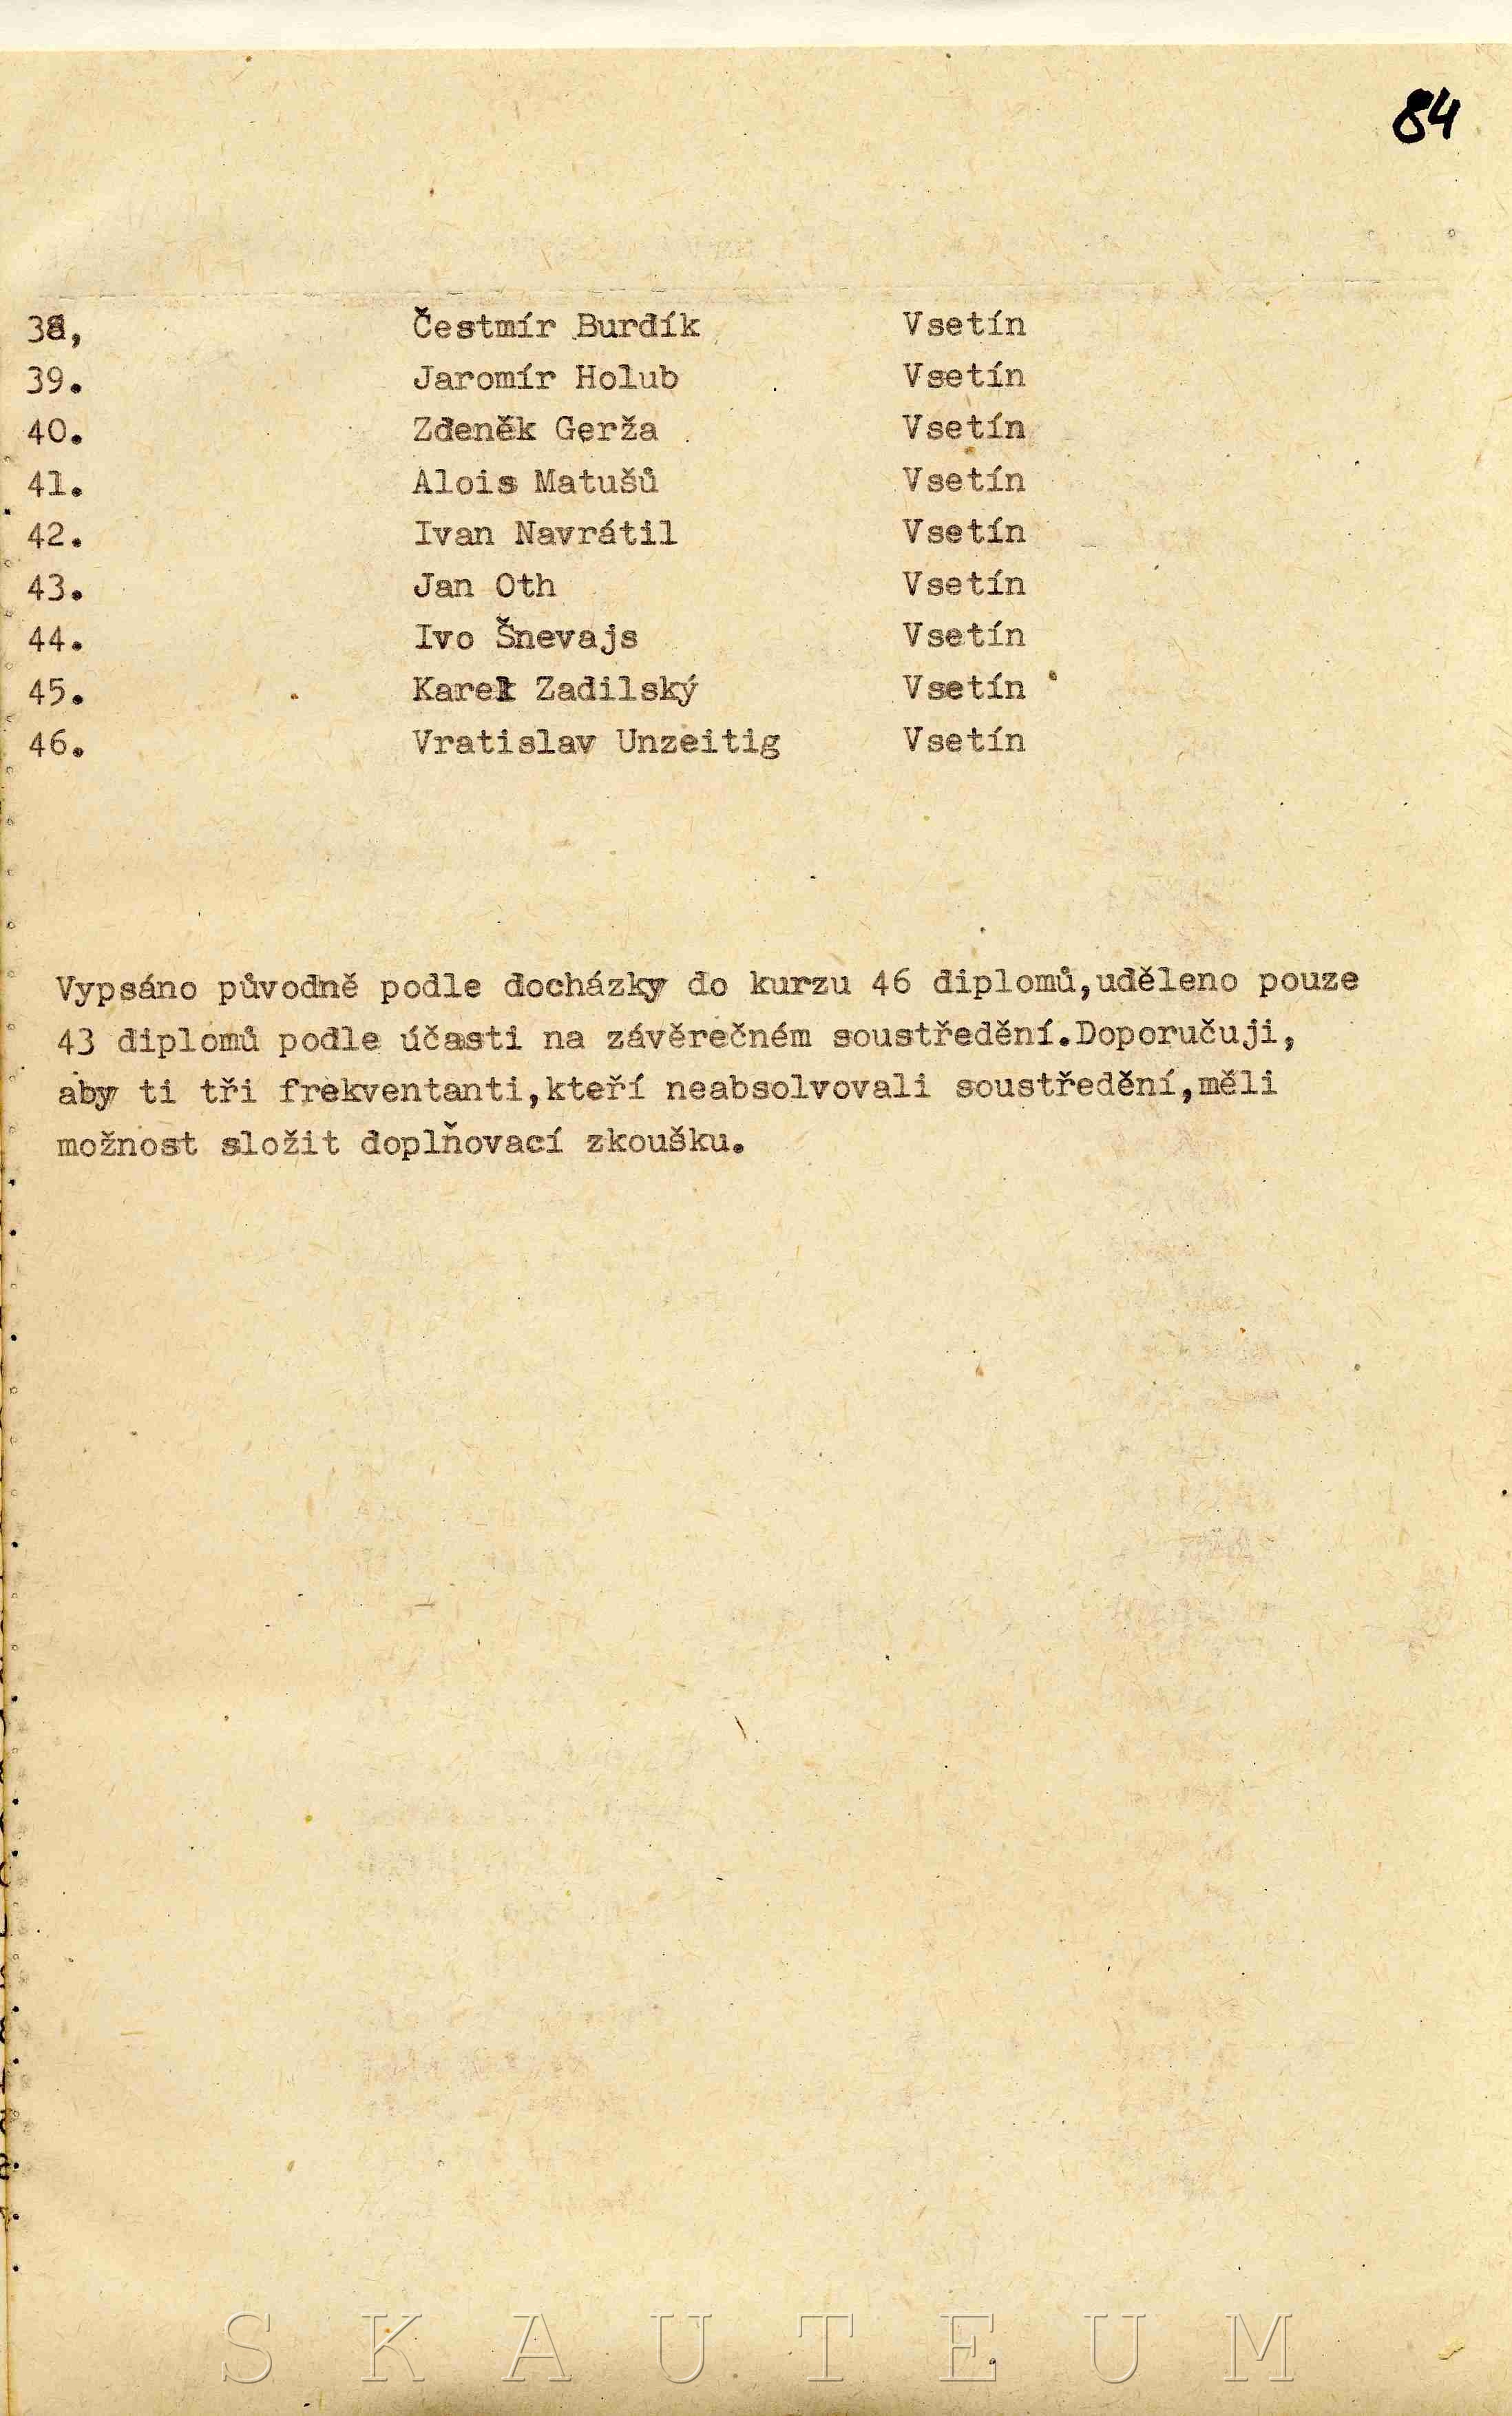 84
38, Čestmír Burdík Vsetín
39. Jaromír Holub Vsetín
40. Zdeněk Gerža Vsetín
41. Alois Matušů Vsetín
42. Ivan Navrátil Vsetín
43. Jan Oth Vsetín
44. Ivo Šnevajs Vsetín
45. Karel Zadilský Vsetín
46. Vratislav Unzeitig Vsetín
Vypsáno původně podle docházky do kurzu 46 diplomů,uděleno pouze
43 diplomů podle účasti na závěrečném soustředění.Doporučuji,
aby ti tři frekventanti,kteří neabsolvovali soustředění,měli
možnost složit doplňovací zkoušku.
SKAUTEUM